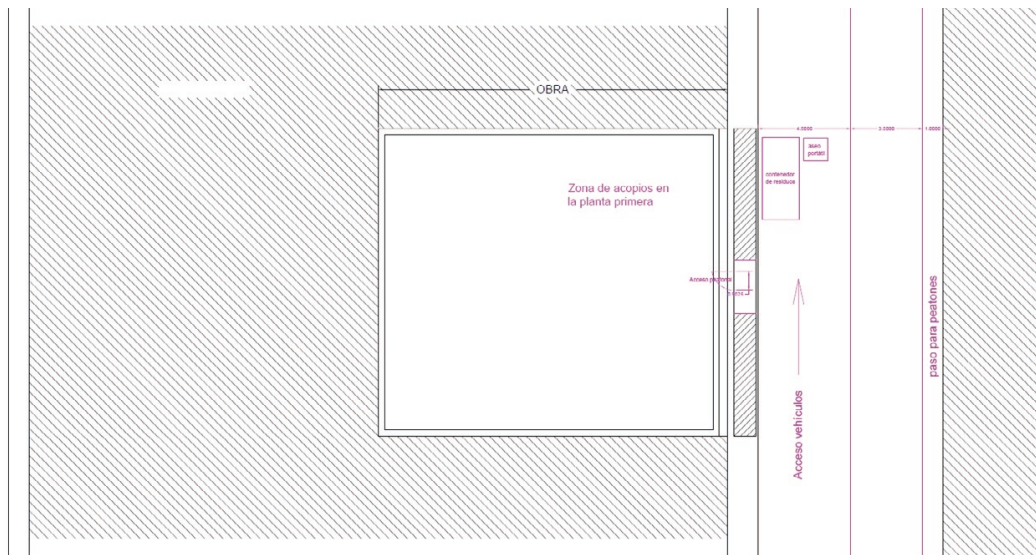 OBRA
4.0000
3.0000
1.0000
aseo
portátil
contenedor
de residuos
Zona de acopios en
la planta primera
Acceso peatones
Acceso vehículos
paso para peatones